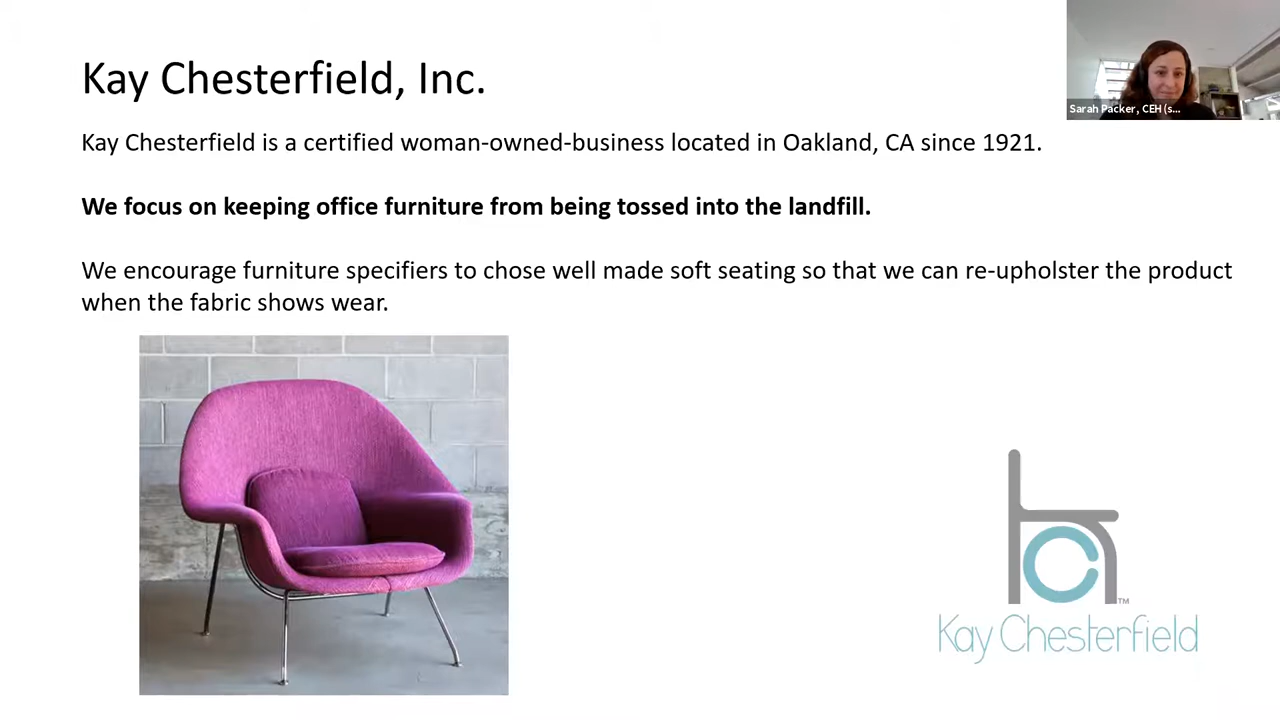 Kay Chesterfield, Inc.
Sarah Packer, CEH (s...
Kay Chesterfield is a certified woman-owned-business located in Oakland, CA since 1921.
We focus on keeping office furniture from being tossed into the landfill.
We encourage furniture specifiers to chose well made soft seating so that we can re-upholster the product
when the fabric shows wear.
TM
Kay Chesterfield